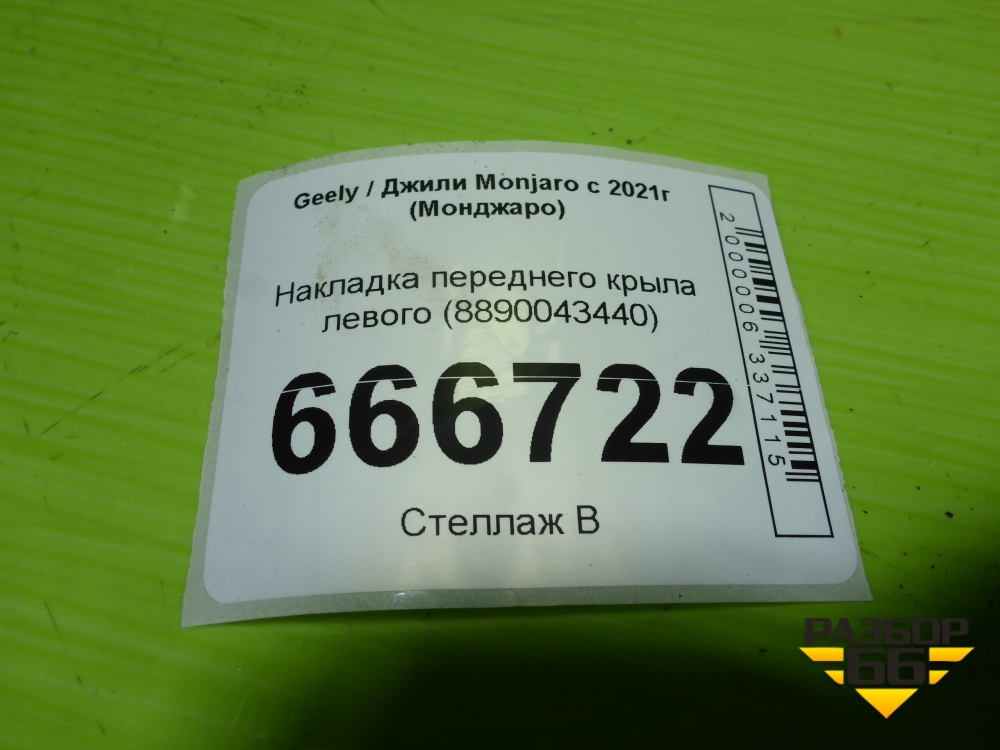 Geely / Джили Monjaro с 2021г
(Монджаро)
Накладка переднего крыла
левого (8890043440)
666722
Стеллаж В
2000006337115
РАЗБОР
66